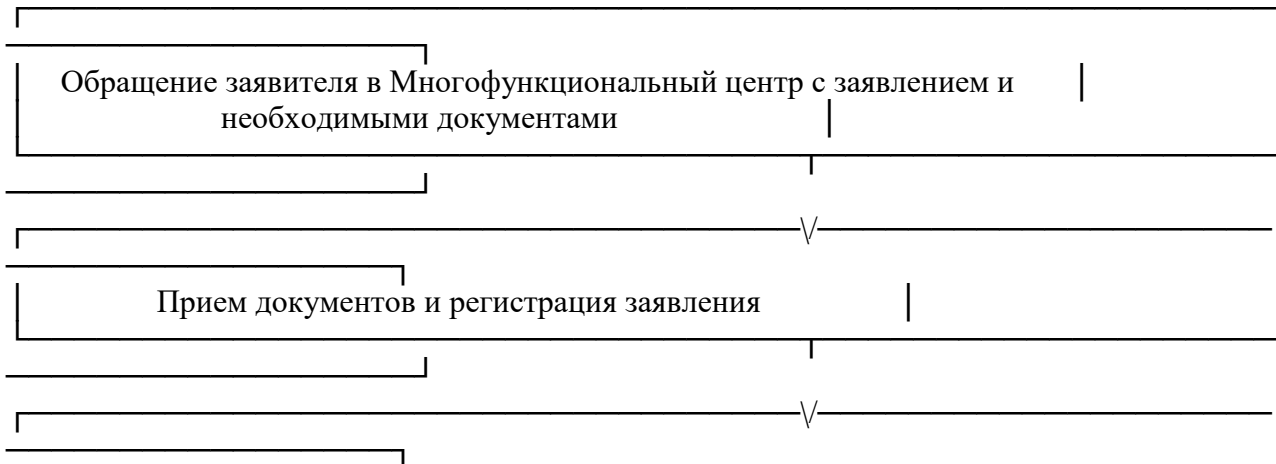 Обращение заявителя в Многофункциональный центр с заявлением и
необходимыми документами
Прием документов и регистрация заявления